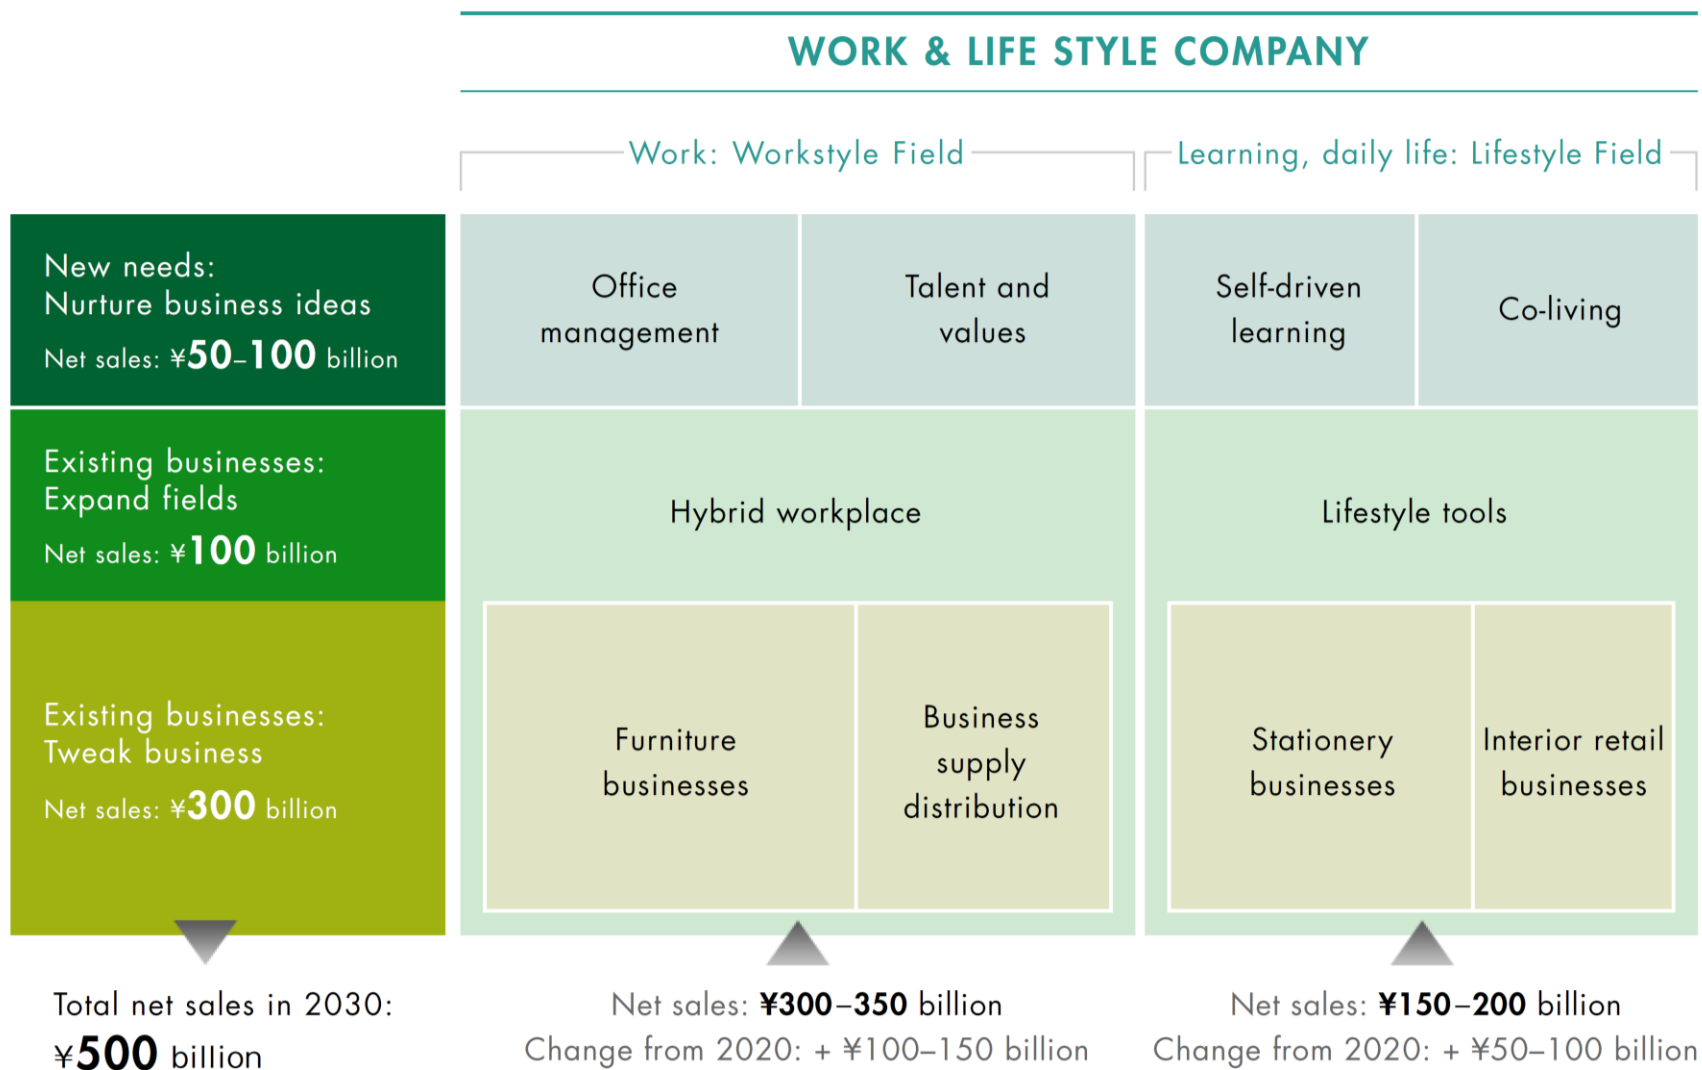 WORK & LIFE STYLE COMPANY
Work: Workstyle Field
Learning, daily life: Lifestyle Field
New needs:
Nurture business ideas
Net sales: ¥50–100 billion
Office
management
Talent and
values
Self-driven
learning
Co-living
Existing businesses:
Expand fields
Net sales: ¥100 billion
Hybrid workplace
Lifestyle tools
Existing businesses:
Tweak business
Net sales: ¥300 billion
Furniture
businesses
Business
supply
distribution
Stationery
businesses
Interior retail
businesses
Total net sales in 2030:
¥500 billion
Net sales: ¥300–350 billion
Change from 2020: + ¥100–150 billion
Net sales: ¥150–200 billion
Change from 2020: + ¥50–100 billion